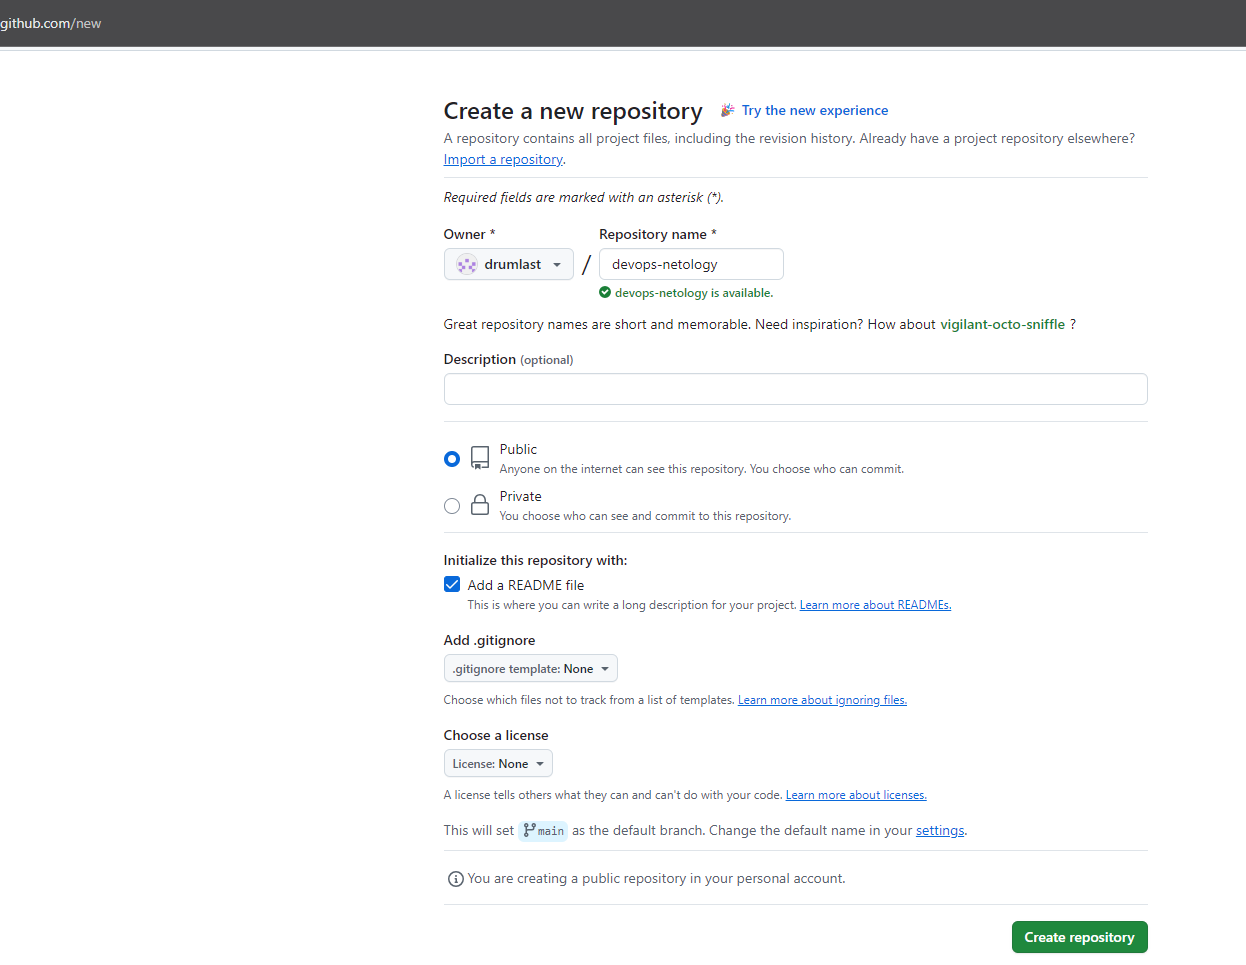 github.com/new
Create a new repository Try the new experience
A repository contains all project files, including the revision history. Already have a project repository elsewhere?
Import a repository.
Required fields are marked with an asterisk (*).
Owner * Repository name *
drumlast / devops-netology
devops-netology is available.
Great repository names are short and memorable. Need inspiration? How about vigilant-octo-sniffle ?
Description (optional)
Public
Anyone on the internet can see this repository. You choose who can commit.
Private
You choose who can see and commit to this repository.
Initialize this repository with:
Add a README file
This is where you can write a long description for your project. Learn more about READMEs.
Add .gitignore
.gitignore template: None
Choose which files not to track from a list of templates. Learn more about ignoring files.
Choose a license
License: None
A license tells others what they can and can't do with your code. Learn more about licenses.
This will set main as the default branch. Change the default name in your settings.
You are creating a public repository in your personal account.
Create repository